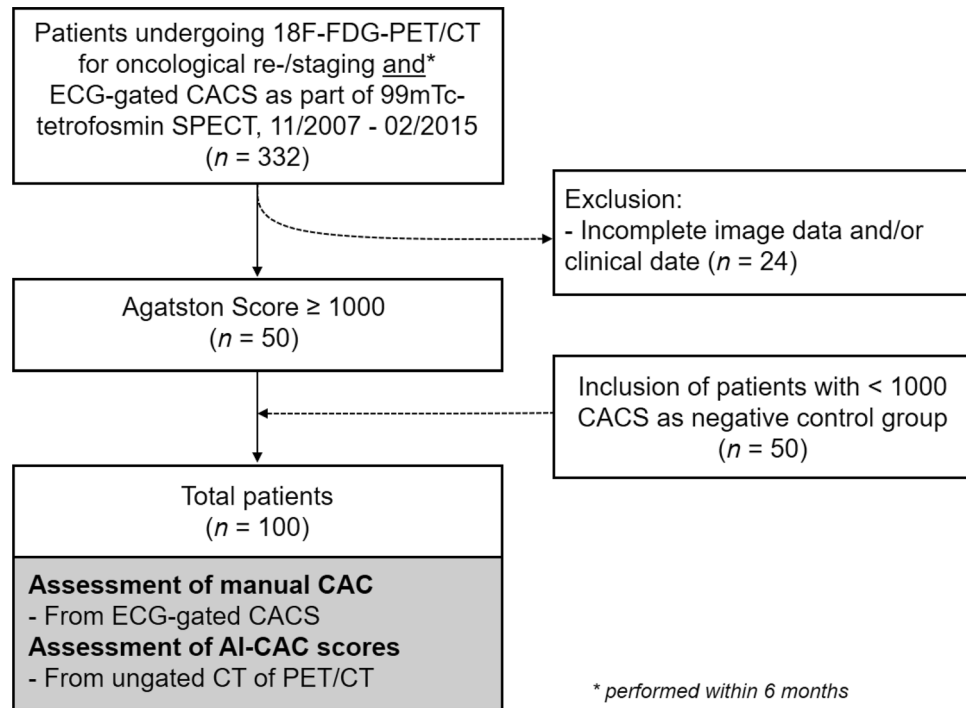 Patients undergoing 18F-FDG-PET/CT
for oncological re-/staging and*
ECG-gated CACS as part of 99mTc-
tetrofosmin SPECT, 11/2007 - 02/2015
(n = 332)
Exclusion:
- Incomplete image data and/or
clinical date (n = 24)
Agatston Score ≥ 1000
(n = 50)
Inclusion of patients with < 1000
CACS as negative control group
(n = 50)
Total patients
(n = 100)
Assessment of manual CAC
- From ECG-gated CACS
Assessment of AI-CAC scores
- From ungated CT of PET/CT
* performed within 6 months